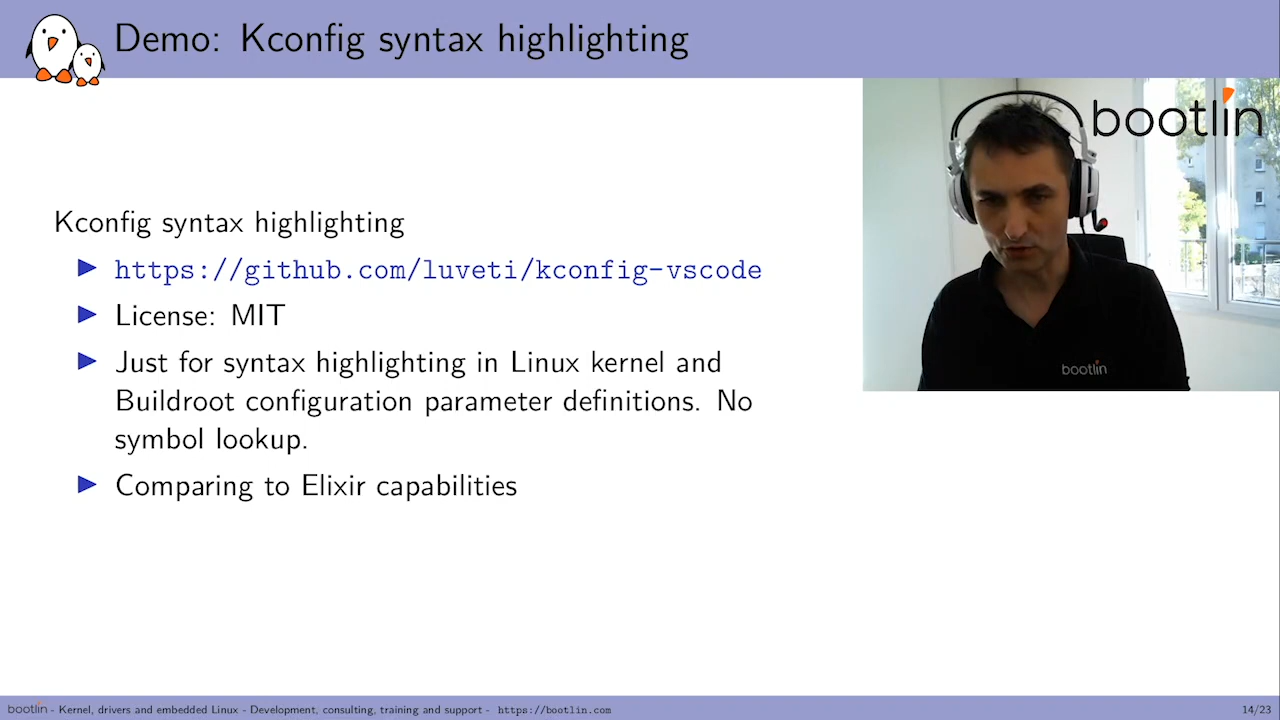 Demo: Kconfig syntax highlighting
bootlin
Kconfig syntax highlighting
https://github.com/luveti/kconfig-vscode
License: MIT
Just for syntax highlighting in Linux kernel and
Buildroot configuration parameter definitions. No
symbol lookup.
Comparing to Elixir capabilities
bootlin
bootlin - Kernel, drivers and embedded Linux - Development, consulting, training and support - https://bootlin.com
14/23